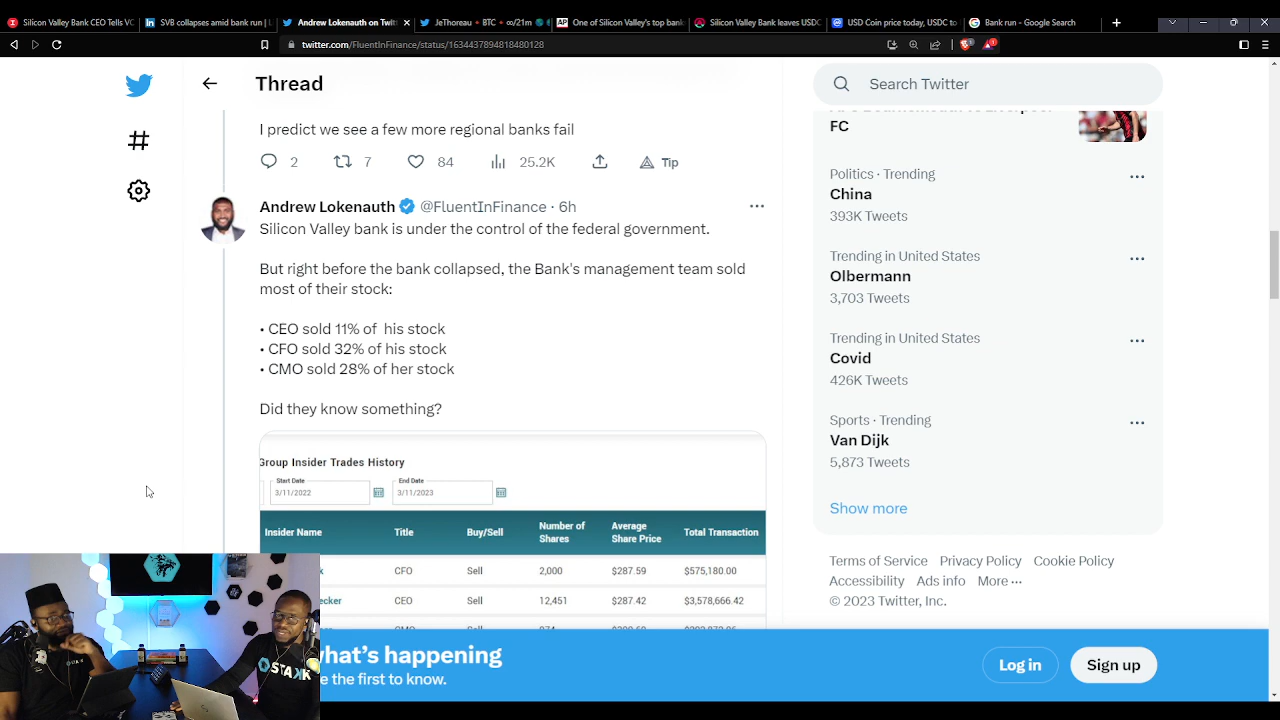 Silicon Valley Bank CEO Tells VC
SVB collapses amid bank run | L
Andrew Lokenauth on Twitt
JeThoreau • BTC • ∞/21m
AP One of Silicon Valley's top bank
Silicon Valley Bank leaves USDC
USD Coin price today, USDC to
Bank run - Google Search
twitter.com/FluentInFinance/status/1634437894818480128
Thread
Search Twitter
I predict we see a few more regional banks fail
2 7 84 25.2K Tip
Andrew Lokenauth @FluentInFinance · 6h
Silicon Valley bank is under the control of the federal government.
But right before the bank collapsed, the Bank's management team sold
most of their stock:
• CEO sold 11% of his stock
• CFO sold 32% of his stock
• CMO sold 28% of her stock
Did they know something?
Group Insider Trades History
Start Date
3/11/2022
End Date
3/11/2023
Insider Name Title Buy/Sell Number of Shares Average Share Price Total Transaction
k CFO Sell 2,000 $287.59 $575,180.00
ecker CEO Sell 12,451 $287.42 $3,578,666.42
FC
Politics · Trending
China
393K Tweets
Trending in United States
Olbermann
3,703 Tweets
Trending in United States
Covid
426K Tweets
Sports · Trending
Van Dijk
5,873 Tweets
Show more
Terms of Service Privacy Policy Cookie Policy
Accessibility Ads info More ···
© 2023 Twitter, Inc.
what's happening
e the first to know.
Log in
Sign up